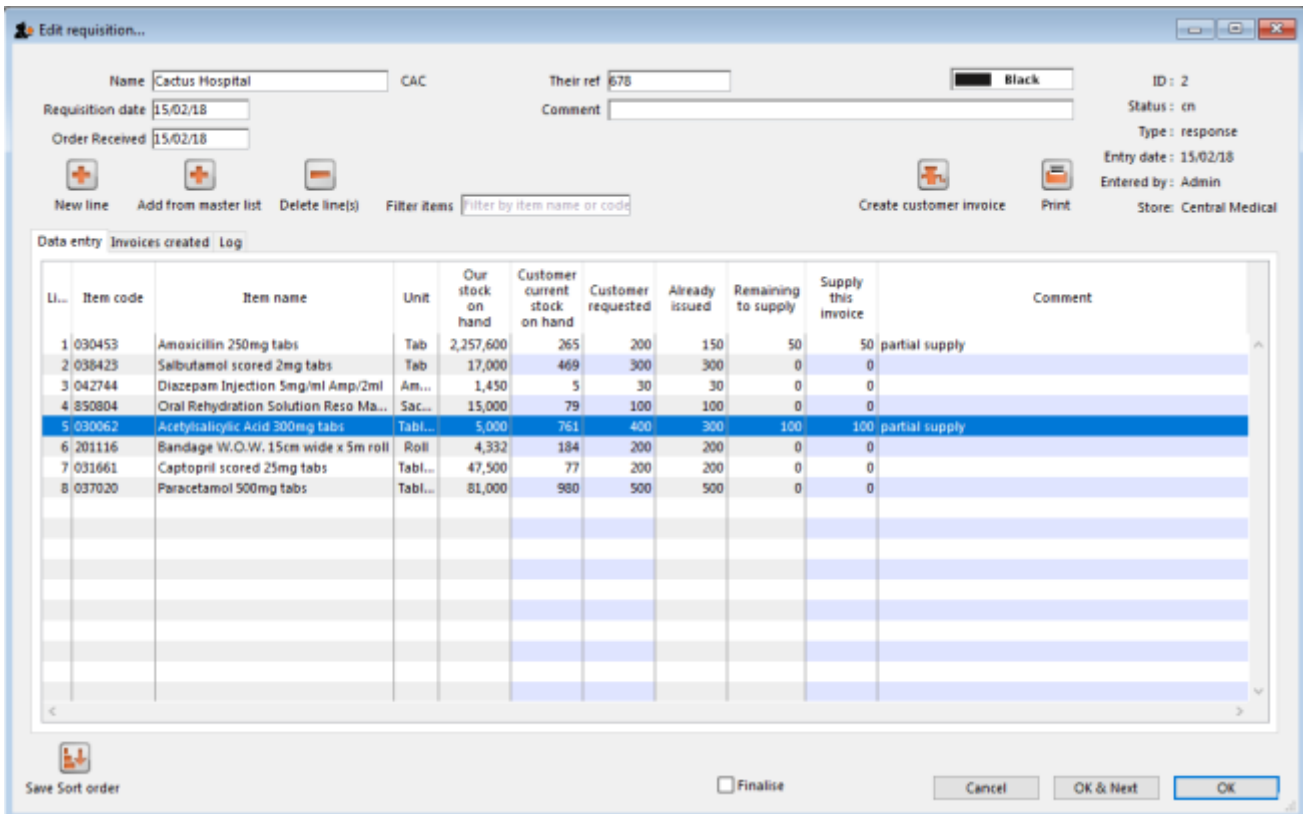 Edit requisition...
Name Cactus Hospital CAC Their ref 678 Black ID : 2
Requisition date 15/02/18 Comment Status : cn
Order Received 15/02/18 Type : response
Entry date : 15/02/18
Entered by : Admin
New line Add from master list Delete line(s) Filter items Filter by item name or code Create customer invoice Print Store: Central Medical
Data entry Invoices created Log
Li... Item code Item name Unit Our stock on hand Customer current stock on hand Customer requested Already issued Remaining to supply Supply this invoice Comment
1 030453 Amoxicillin 250mg tabs Tab 2,257,600 265 200 150 50 50 partial supply
2 038423 Salbutamol scored 2mg tabs Tab 17,000 469 300 300 0 0
3 042744 Diazepam Injection 5mg/ml Amp/2ml Am... 1,450 5 30 30 0 0
4 850804 Oral Rehydration Solution Reso Ma... Sac... 15,000 79 100 100 0 0
5 030062 Acetylsalicylic Acid 300mg tabs Tabl... 5,000 761 400 300 100 100 partial supply
6 201116 Bandage W.O.W. 15cm wide x 5m roll Roll 4,332 184 200 200 0 0
7 031661 Captopril scored 25mg tabs Tabl... 47,500 77 200 200 0 0
8 037020 Paracetamol 500mg tabs Tabl... 81,000 980 500 500 0 0
Save Sort order Finalise Cancel OK & Next OK